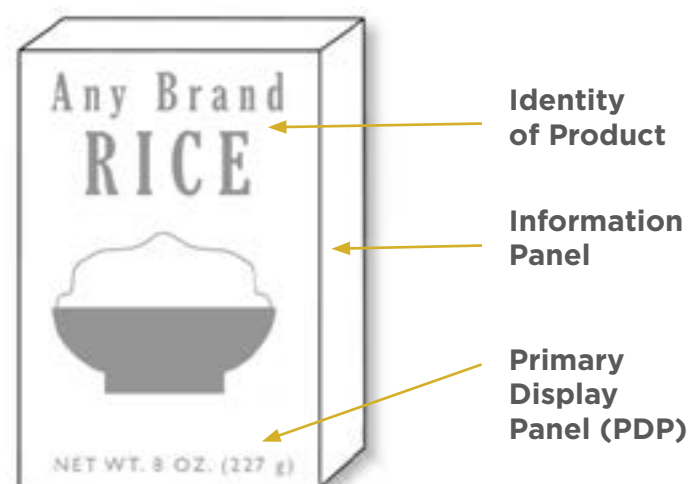 Any Brand
RICE
NET WT. 8 OZ. (227 g)
Identity
of Product
Information
Panel
Primary
Display
Panel (PDP)